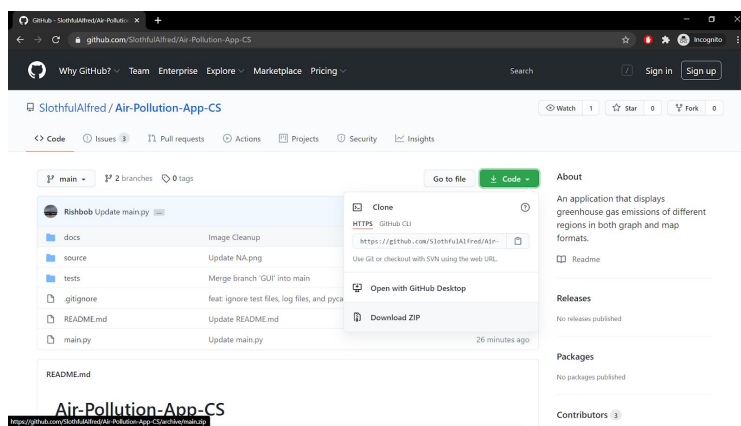 GitHub - SlothfulAlfred/Air-Pollution
github.com/SlothfulAlfred/Air-Pollution-App-CS
Incognito
Why GitHub? Team Enterprise Explore Marketplace Pricing Search / Sign in Sign up
SlothfulAlfred / Air-Pollution-App-CS
Watch 1 Star 0 Fork 0
Code Issues 3 Pull requests Actions Projects Security Insights
main 2 branches 0 tags Go to file Code
About
An application that displays
greenhouse gas emissions of different
regions in both graph and map
formats.
Readme
Rishbob Update main.py ...
docs Image Cleanup
source Update NA.png
tests Merge branch 'GUI' into main
.gitignore feat: ignore test files, log files, and pyca
README.md Update README.md
main.py Update main.py 26 minutes ago
Clone
HTTPS GitHub CLI
https://github.com/SlothfulAlfred/Air-
Use Git or checkout with SVN using the web URL.
Open with GitHub Desktop
Download ZIP
Releases
No releases published
Packages
No packages published
Contributors 3
README.md
Air-Pollution-App-CS
https://github.com/SlothfulAlfred/Air-Pollution-App-CS/archive/main.zip